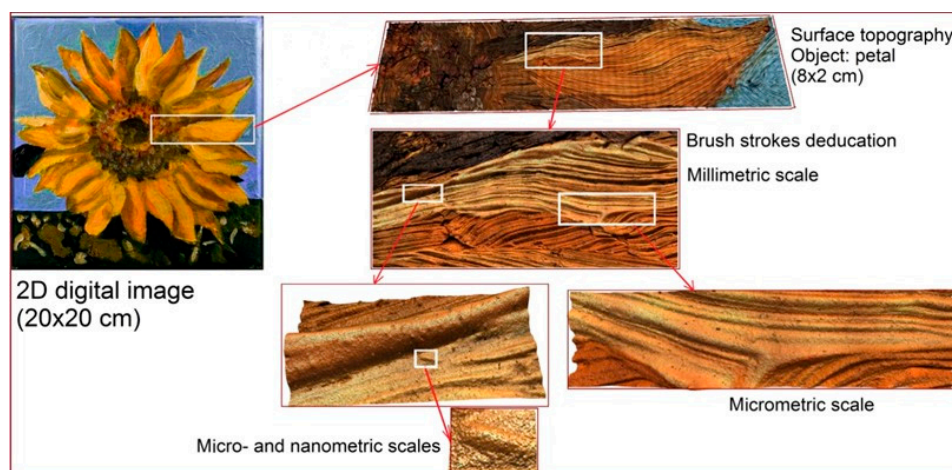 Surface topography
Object: petal
(8x2 cm)
Brush strokes deducation
Millimetric scale
2D digital image
(20x20 cm)
Micrometric scale
Micro- and nanometric scales